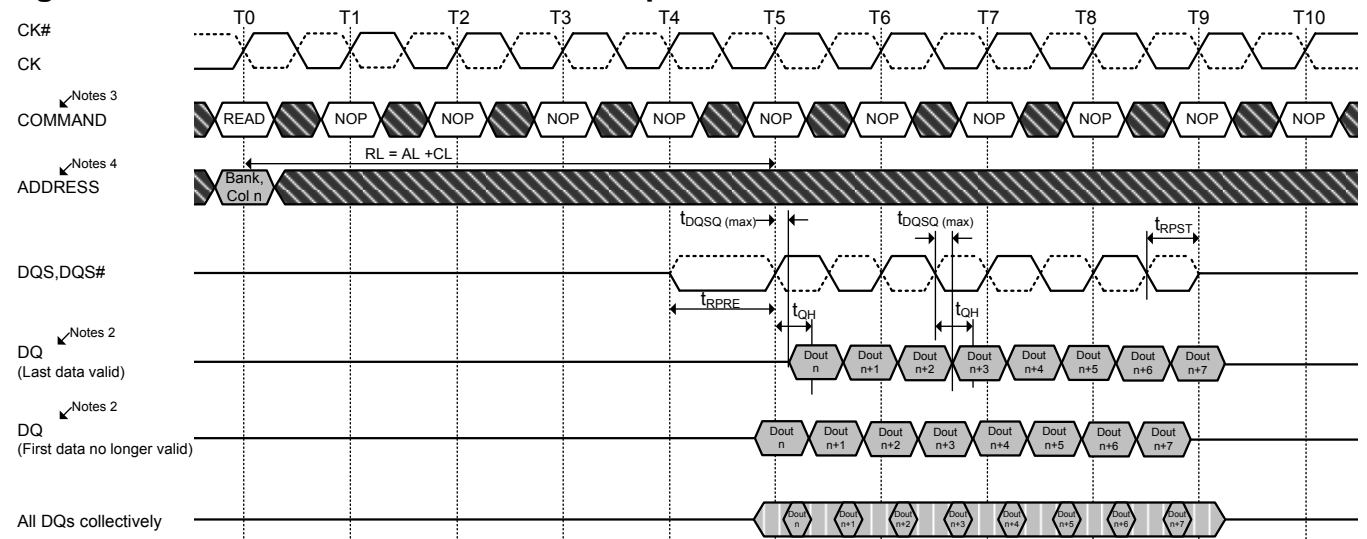 T0 T1 T2 T3 T4 T5 T6 T7 T8 T9 T10
CK#
CK
Notes 3
COMMAND
READ NOP NOP NOP NOP NOP NOP NOP NOP NOP NOP
RL = AL +CL
Notes 4
ADDRESS
Bank,
Col n
tDQSQ (max) tDQSQ (max) tRPST
DQS,DQS#
tRPRE tQH tQH
Notes 2
DQ
(Last data valid)
Dout Dout Dout Dout Dout Dout Dout Dout
n n+1 n+2 n+3 n+4 n+5 n+6 n+7
Notes 2
DQ
(First data no longer valid)
Dout Dout Dout Dout Dout Dout Dout Dout
n n+1 n+2 n+3 n+4 n+5 n+6 n+7
All DQs collectively
Dout Dout Dout Dout Dout Dout Dout Dout
n n+1 n+2 n+3 n+4 n+5 n+6 n+7